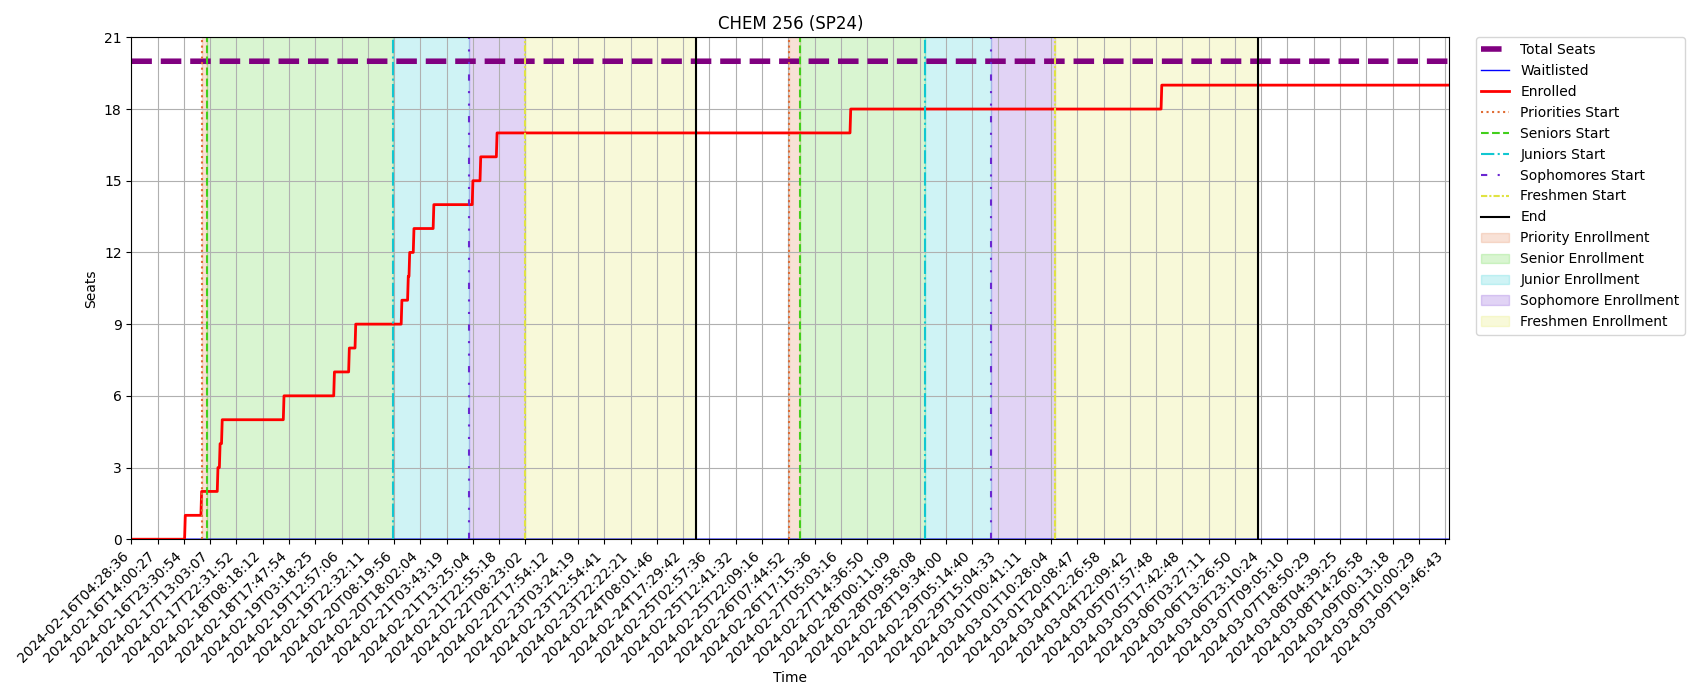 CHEM 256 (SP24)
21
18
15
12
9
6
3
0
Seats
2024-02-16T04:28:36
2024-02-16T14:00:27
2024-02-16T23:30:54
2024-02-17T13:03:07
2024-02-17T22:31:52
2024-02-18T08:18:12
2024-02-18T17:47:54
2024-02-19T03:18:25
2024-02-19T12:57:06
2024-02-19T22:32:11
2024-02-20T08:19:56
2024-02-20T18:02:04
2024-02-21T03:43:19
2024-02-21T13:25:04
2024-02-21T22:55:18
2024-02-22T08:23:02
2024-02-22T17:54:12
2024-02-23T03:24:19
2024-02-23T12:54:41
2024-02-23T22:22:21
2024-02-24T08:01:46
2024-02-24T17:29:42
2024-02-25T02:57:36
2024-02-25T12:41:32
2024-02-25T22:09:16
2024-02-26T07:44:52
2024-02-26T17:15:36
2024-02-27T05:03:16
2024-02-27T14:36:50
2024-02-28T00:11:09
2024-02-28T09:58:08
2024-02-28T19:34:00
2024-02-29T05:14:40
2024-02-29T15:04:33
2024-03-01T00:41:11
2024-03-01T10:28:04
2024-03-01T20:08:47
2024-03-04T12:26:58
2024-03-04T22:09:42
2024-03-05T07:57:48
2024-03-05T17:42:48
2024-03-06T03:27:11
2024-03-06T13:26:50
2024-03-06T23:10:24
2024-03-07T09:05:10
2024-03-07T18:50:29
2024-03-08T04:39:25
2024-03-08T14:26:58
2024-03-09T00:13:18
2024-03-09T10:00:29
2024-03-09T19:46:43
Time
Total Seats
Waitlisted
Enrolled
Priorities Start
Seniors Start
Juniors Start
Sophomores Start
Freshmen Start
End
Priority Enrollment
Senior Enrollment
Junior Enrollment
Sophomore Enrollment
Freshmen Enrollment